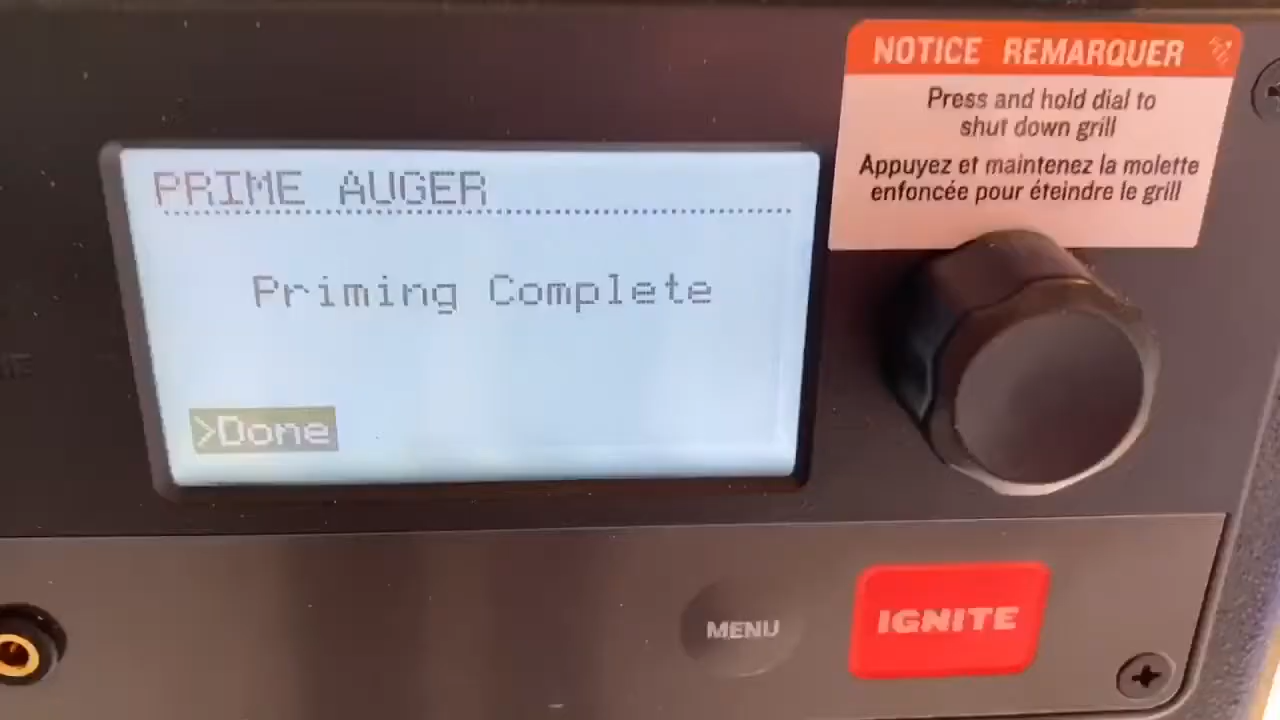 NOTICE REMARQUER
Press and hold dial to
shut down grill
Appuyez et maintenez la molette
enfoncée pour éteindre le grill
PRIME AUGER
Priming Complete
>Done
MENU
IGNITE